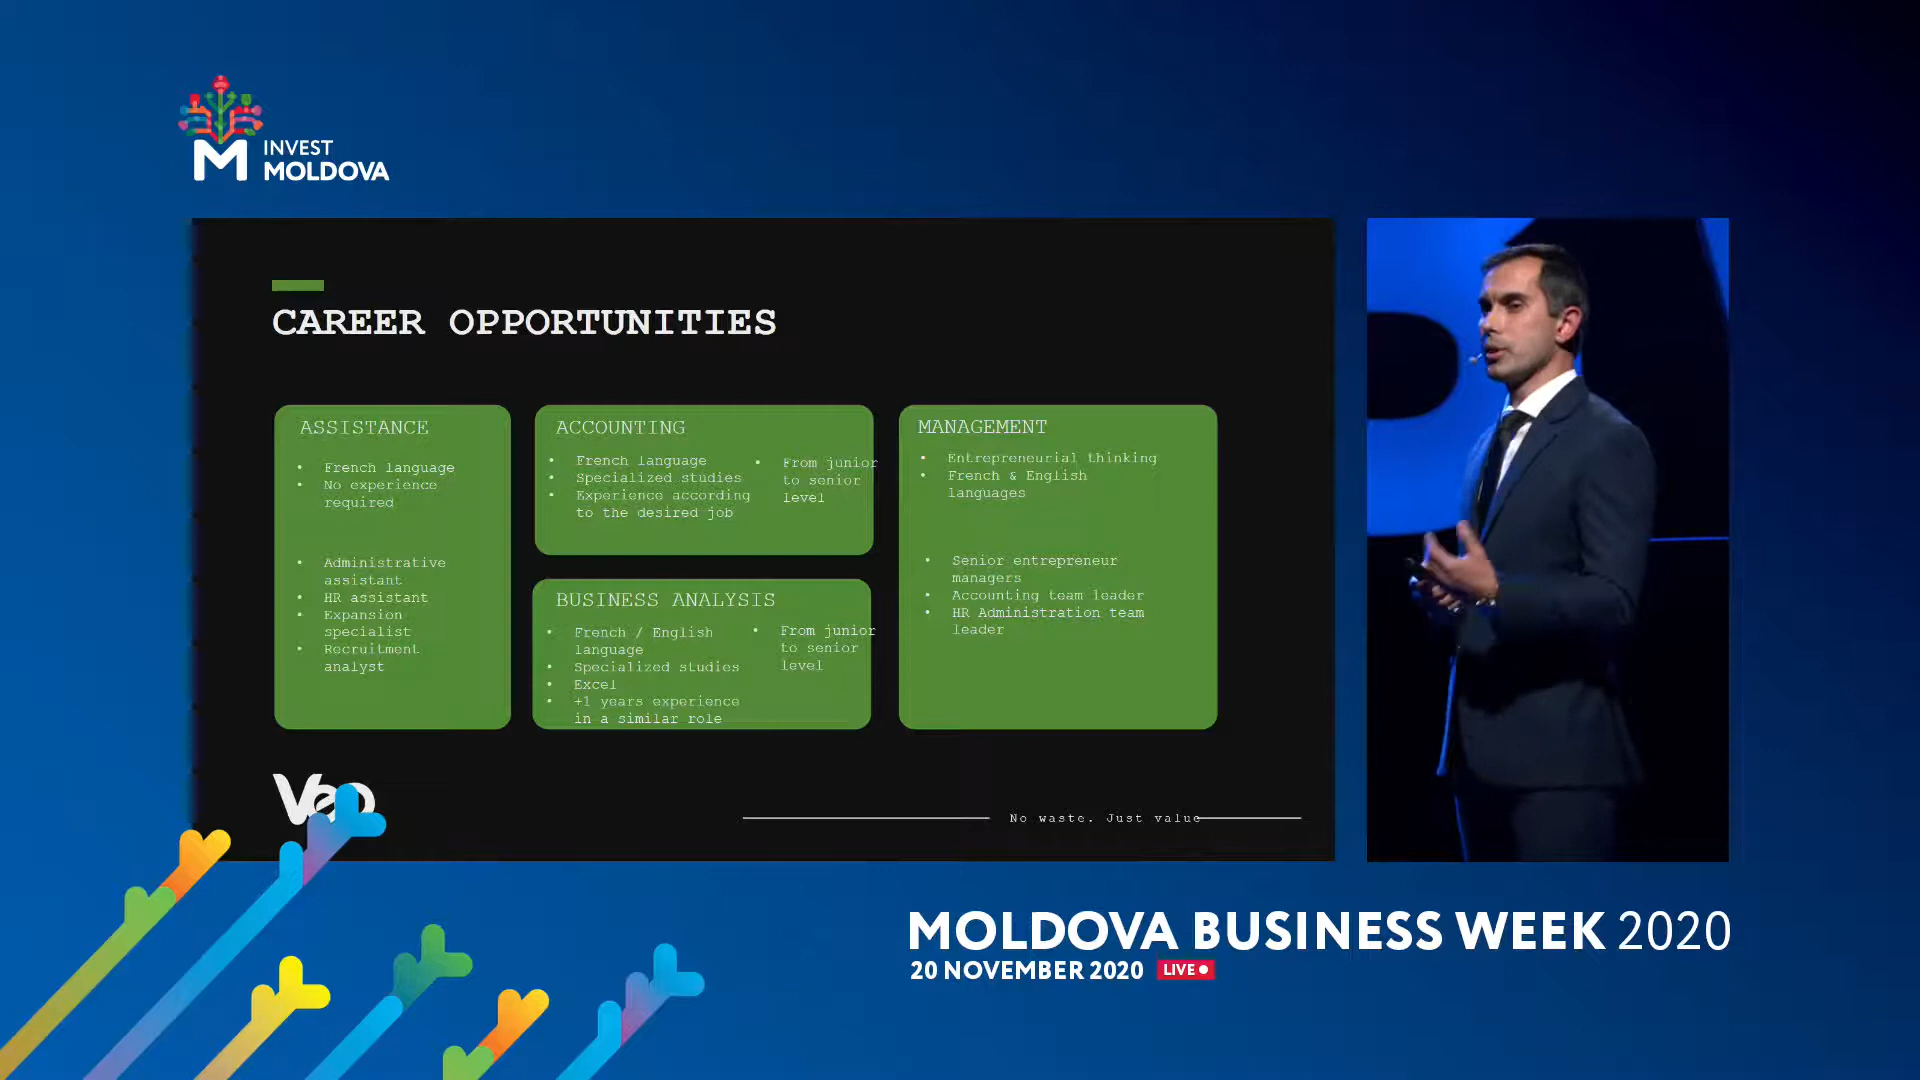 INVEST
MOLDOVA
CAREER OPPORTUNITIES
ASSISTANCE
• French language
• No experience
required
• Administrative
assistant
• HR assistant
• Expansion
specialist
• Recruitment
analyst
ACCOUNTING
• French language
• Specialized studies
• Experience according
to the desired job
• From junior
to senior
level
BUSINESS ANALYSIS
• French / English
language
• Specialized studies
• Excel
• +1 years experience
in a similar role
• From junior
to senior
level
MANAGEMENT
• Entrepreneurial thinking
• French & English
languages
• Senior entrepreneur
managers
• Accounting team leader
• HR Administration team
leader
No waste. Just value
MOLDOVA BUSINESS WEEK 2020
20 NOVEMBER 2020 LIVE